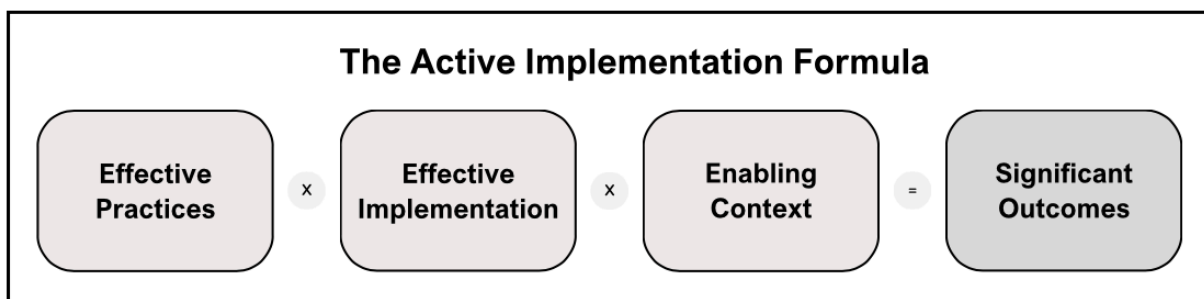 The Active Implementation Formula
Effective
Practices
x
Effective
Implementation
x
Enabling
Context
=
Significant
Outcomes